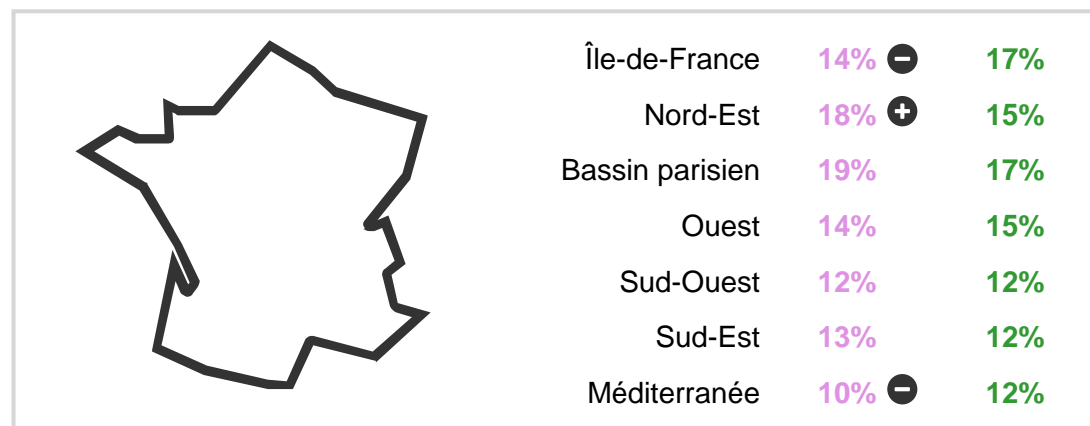 Île-de-France 14% − 17%
Nord-Est 18% + 15%
Bassin parisien 19% 17%
Ouest 14% 15%
Sud-Ouest 12% 12%
Sud-Est 13% 12%
Méditerranée 10% − 12%